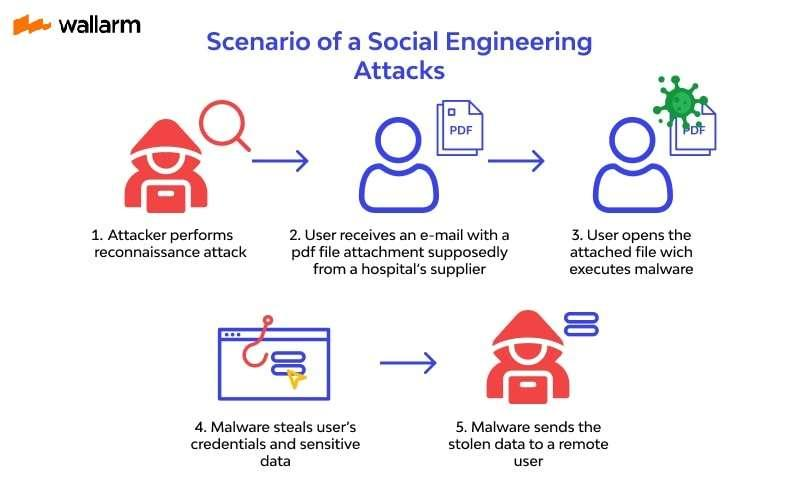 wallarm
Scenario of a Social Engineering
Attacks
PDF
PDF
1. Attacker performs
reconnaissance attack
2. User receives an e-mail with a
pdf file attachment supposedly
from a hospital's supplier
3. User opens the
attached file wich
executes malware
4. Malware steals user's
credentials and sensitive
data
5. Malware sends the
stolen data to a remote
user